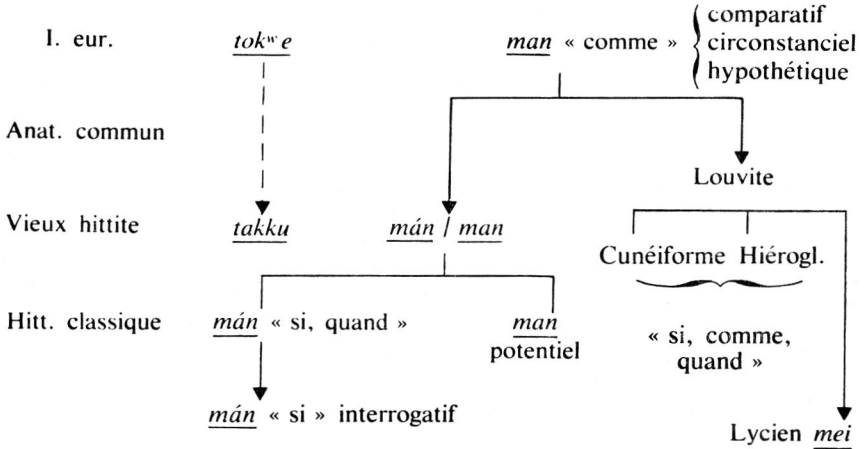 comparatif
I. eur. tokʷe man « comme » circonstanciel
hypothétique
Anat. commun
Louvite
Vieux hittite takku mán / man
Cunéiforme Hiérogl.
Hitt. classique mán « si, quand » man
potentiel
« si, comme,
quand »
mán « si » interrogatif
Lycien mei